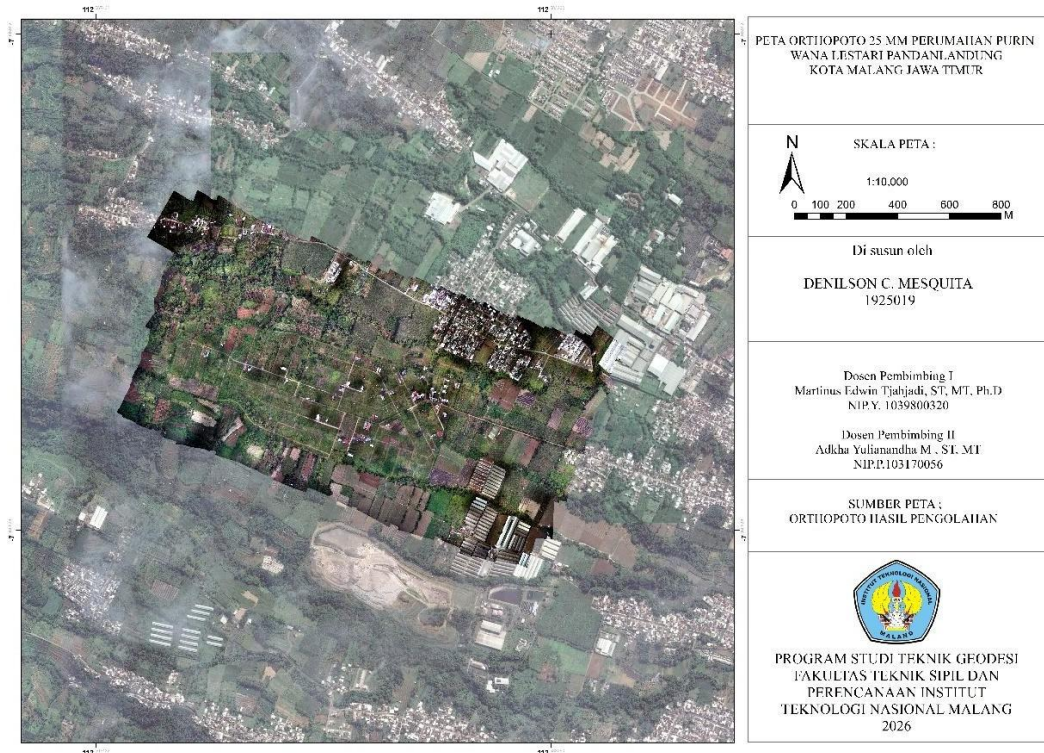 PETA ORTHOPOTO 25 MM PERUMAHAN PURIN
WANA LESTARI PANDANLANDUNG
KOTA MALANG JAWA TIMUR
N
SKALA PETA :
1:10.000
0 100 200 400 600 800
M
Di susun oleh
DENILSON C. MESQUITA
1925019
Dosen Pembimbing I
Martinus Edwin Tjahjadi, ST, MT, Ph.D
NIP.Y. 1039800320
Dosen Pembimbing II
Adkha Yulianandha M , ST. MT
NIP.P.103170056
SUMBER PETA ;
ORTHOPOTO HASIL PENGOLAHAN
INSTITUT TEKNOLOGI NASIONAL
MALANG
PROGRAM STUDI TEKNIK GEODESI
FAKULTAS TEKNIK SIPIL DAN
PERENCANAAN INSTITUT
TEKNOLOGI NASIONAL MALANG
2026